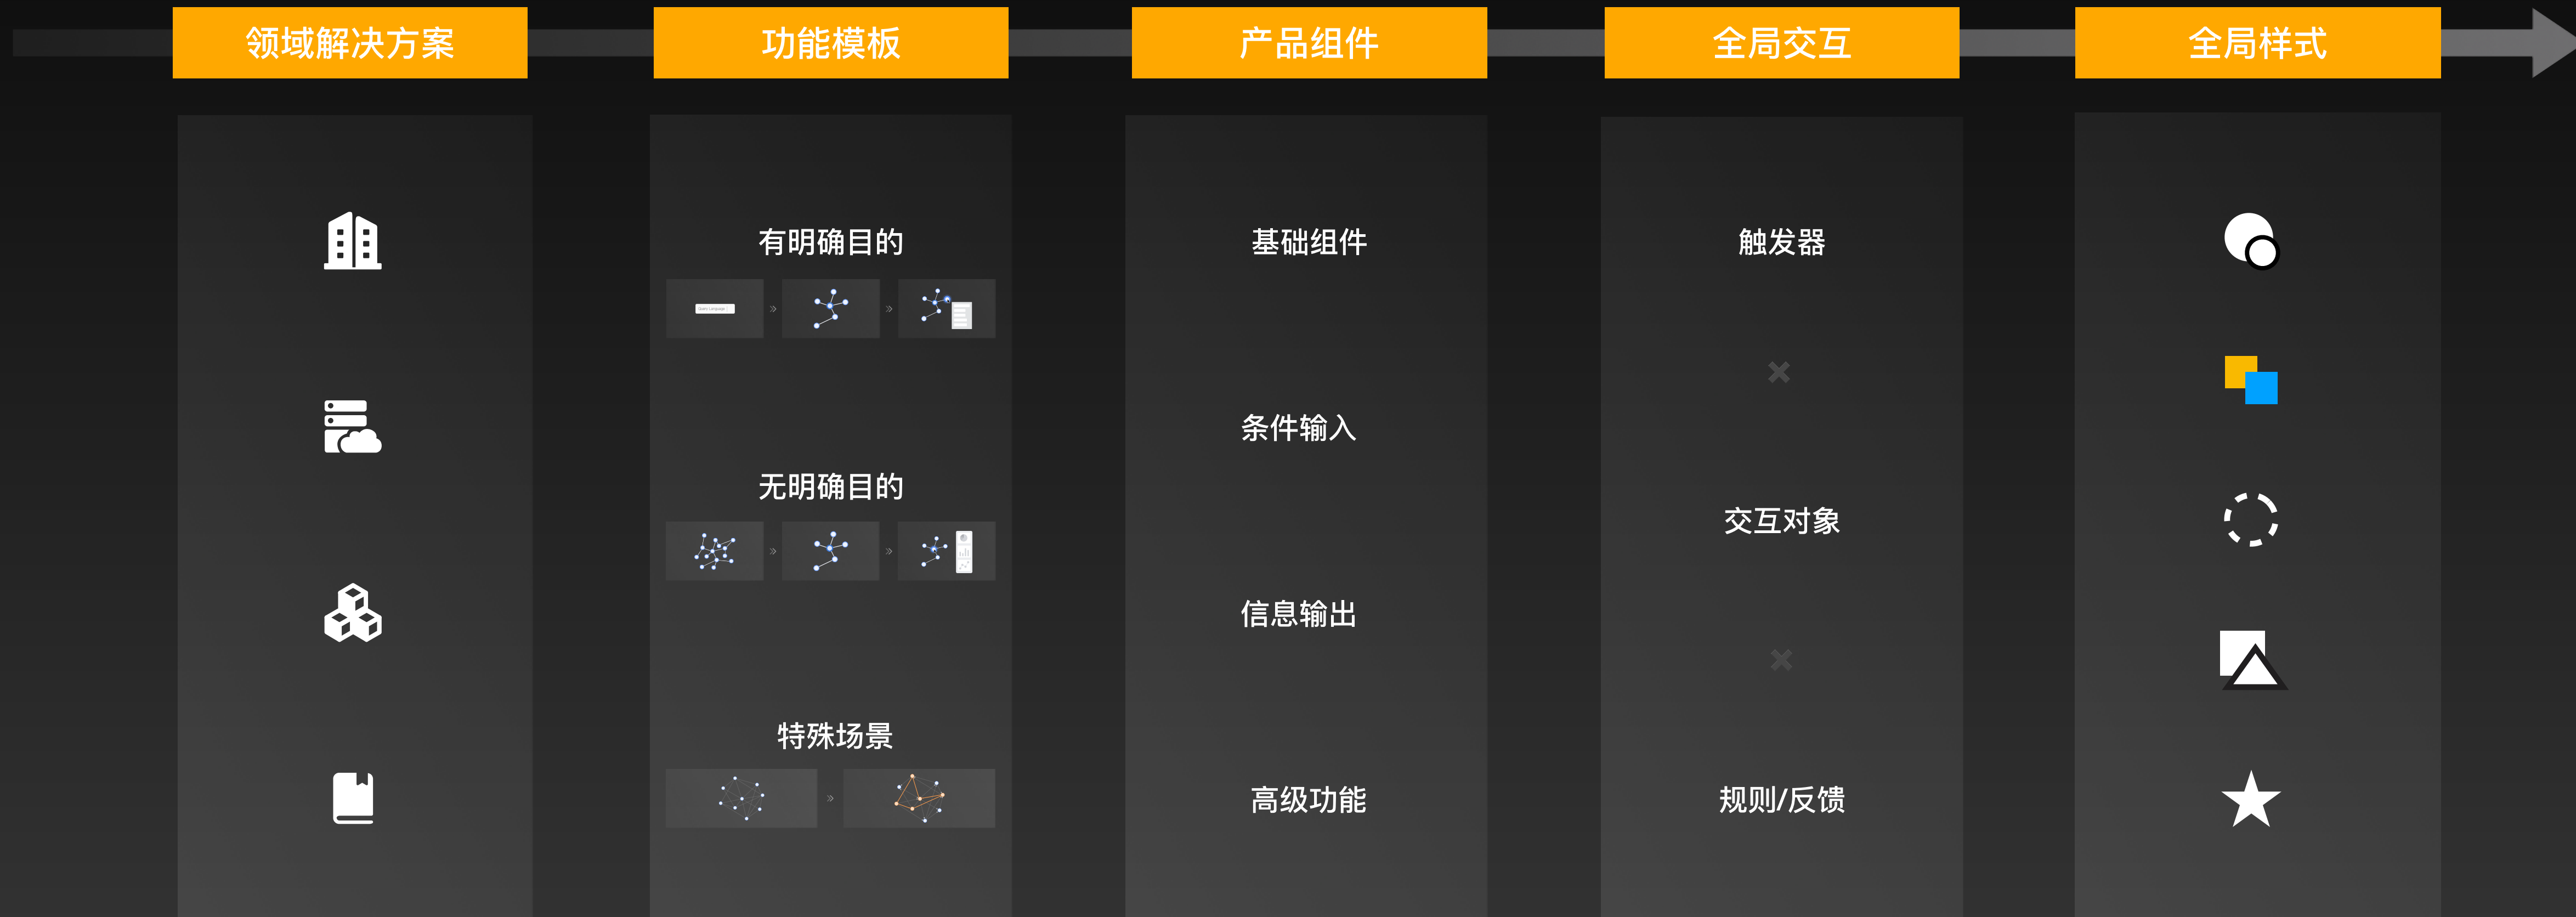 领域解决方案
功能模板
产品组件
全局交互
全局样式
有明确目的
无明确目的
特殊场景
基础组件
条件输入
信息输出
高级功能
触发器
交互对象
规则/反馈